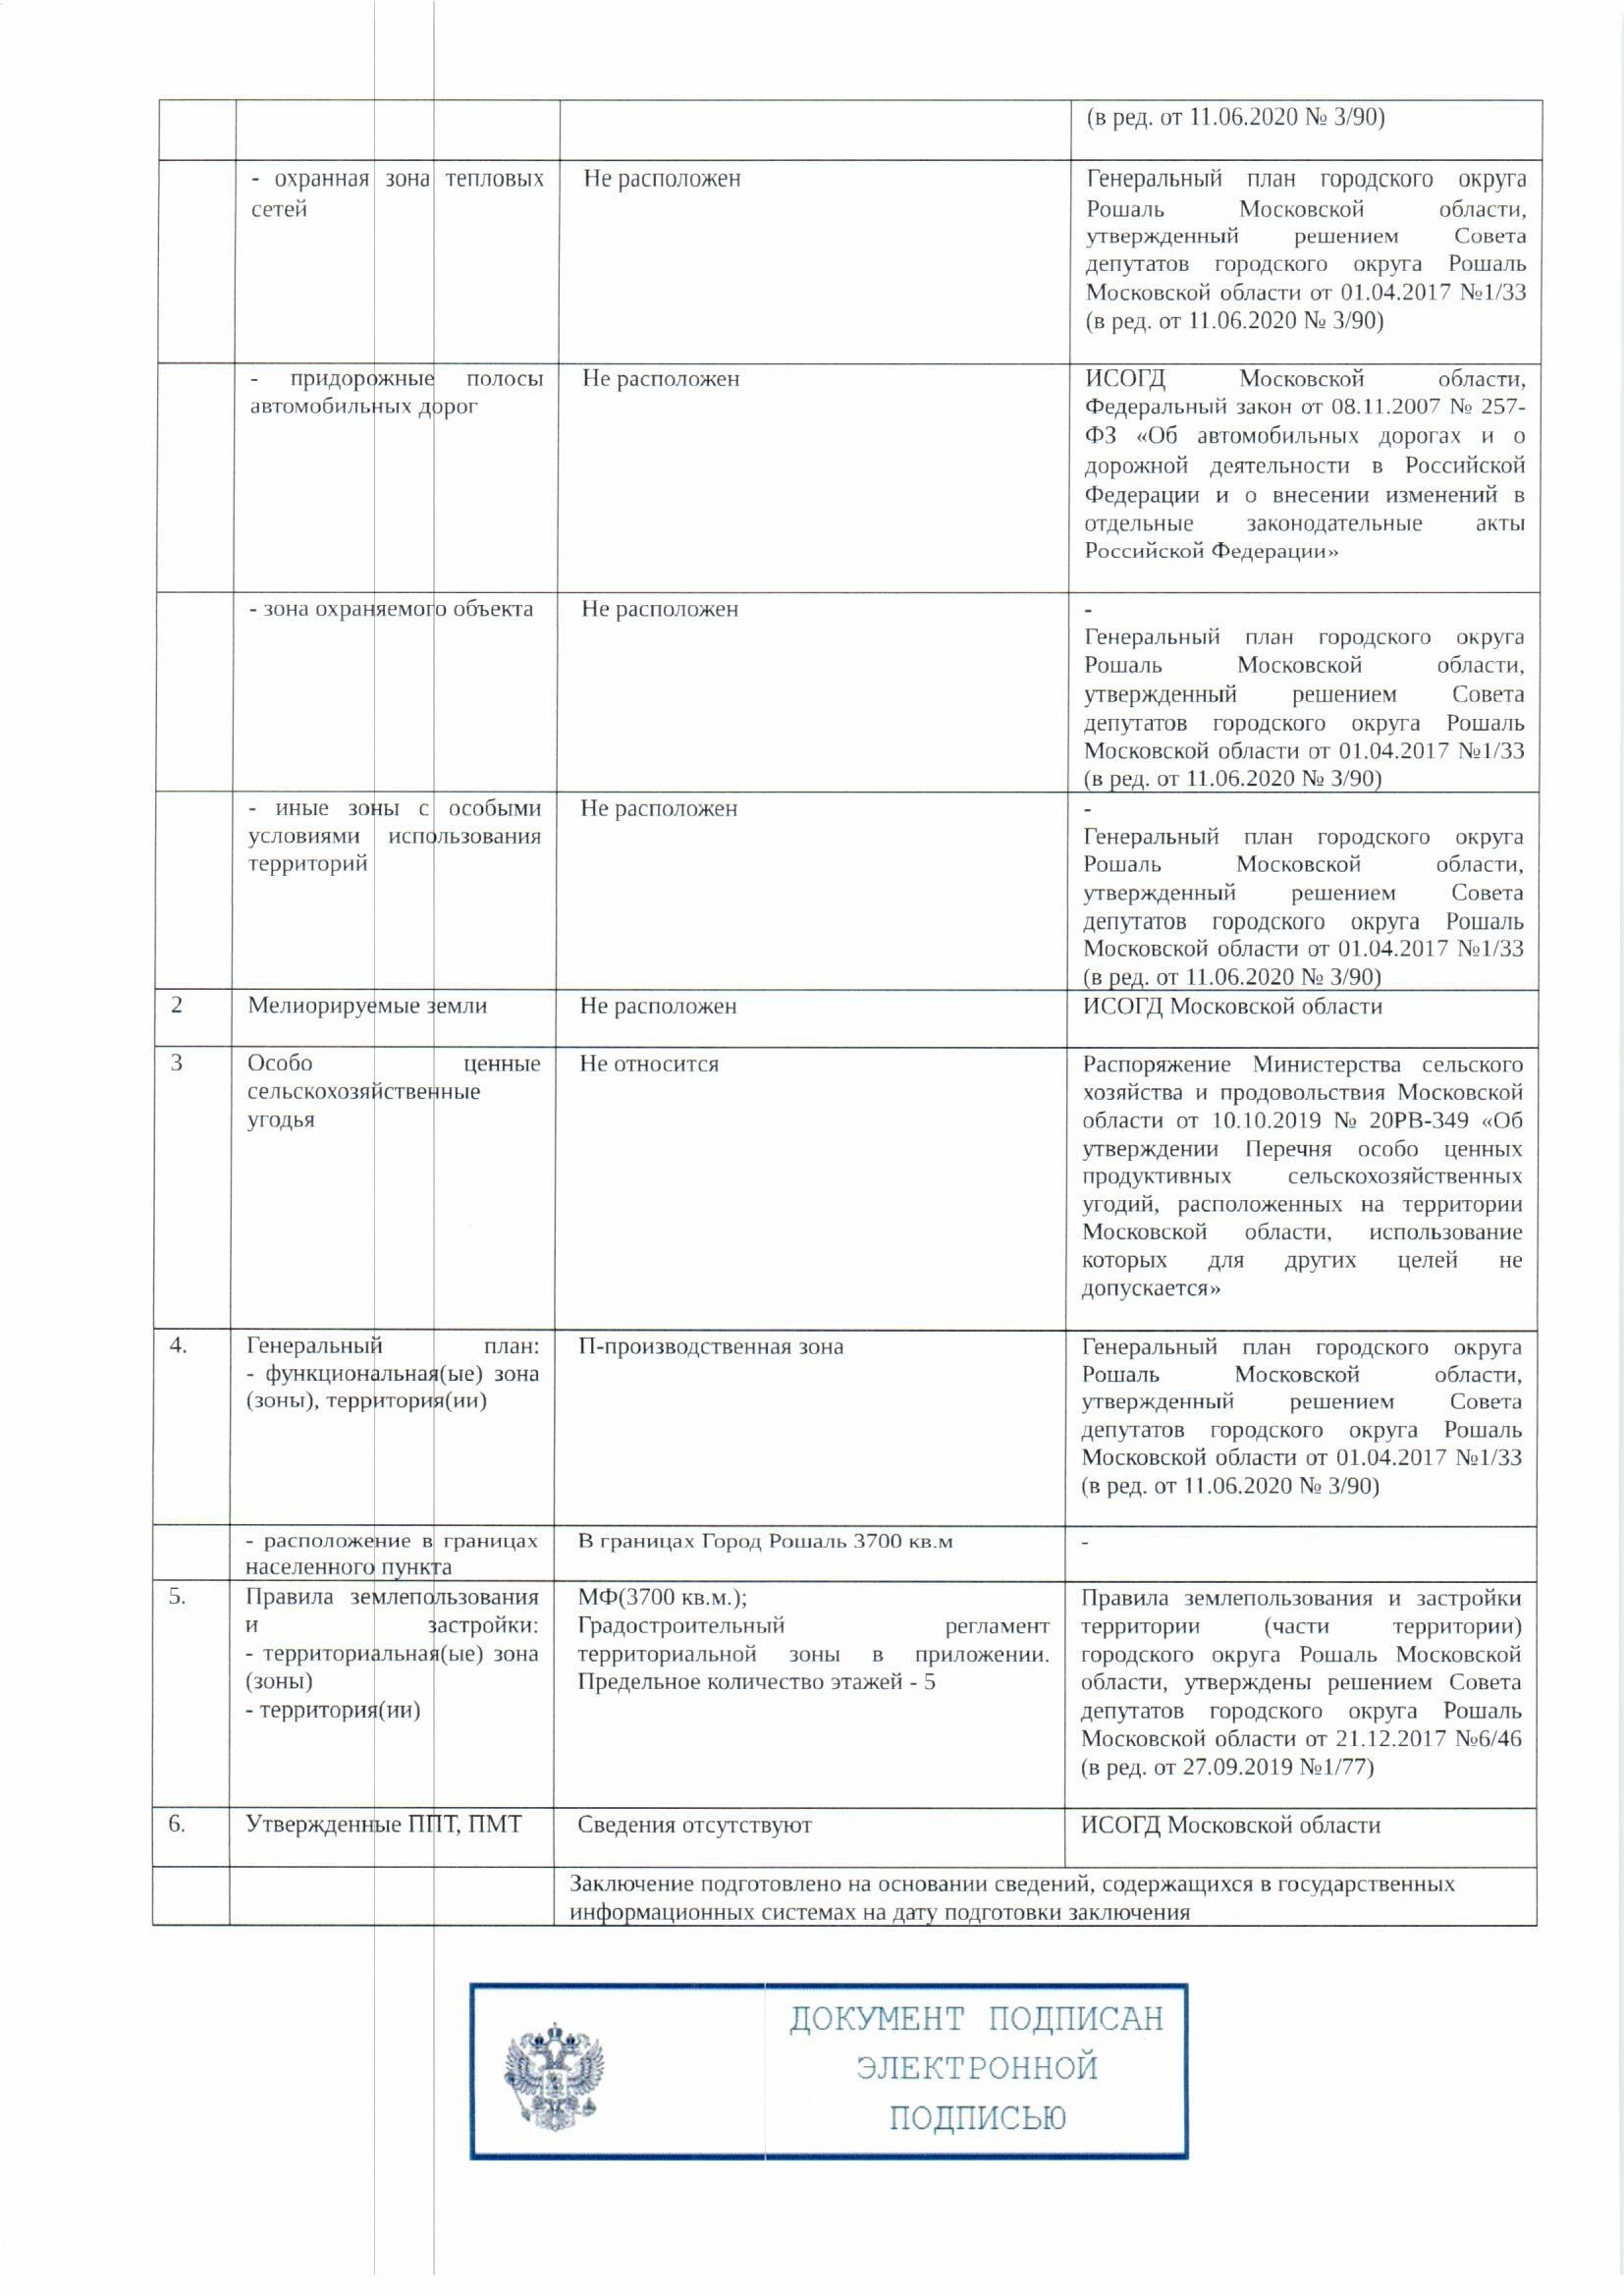 (в ред. от 11.06.2020 № 3/90)
- охранная зона тепловых
сетей
Не расположен
Генеральный план городского округа
Рошаль Московской области,
утвержденный решением Совета
депутатов городского округа Рошаль
Московской области от 01.04.2017 №1/33
(в ред. от 11.06.2020 № 3/90)
- придорожные полосы
автомобильных дорог
Не расположен
ИСОГД Московской области,
Федеральный закон от 08.11.2007 № 257-
ФЗ «Об автомобильных дорогах и о
дорожной деятельности в Российской
Федерации и о внесении изменений в
отдельные законодательные акты
Российской Федерации»
- зона охраняемого объекта
Не расположен
-
Генеральный план городского округа
Рошаль Московской области,
утвержденный решением Совета
депутатов городского округа Рошаль
Московской области от 01.04.2017 №1/33
(в ред. от 11.06.2020 № 3/90)
- иные зоны с особыми
условиями использования
территорий
Не расположен
-
Генеральный план городского округа
Рошаль Московской области,
утвержденный решением Совета
депутатов городского округа Рошаль
Московской области от 01.04.2017 №1/33
(в ред. от 11.06.2020 № 3/90)
2
Мелиорируемые земли
Не расположен
ИСОГД Московской области
3
Особо ценные
сельскохозяйственные
угодья
Не относится
Распоряжение Министерства сельского
хозяйства и продовольствия Московской
области от 10.10.2019 № 20РВ-349 «Об
утверждении Перечня особо ценных
продуктивных сельскохозяйственных
угодий, расположенных на территории
Московской области, использование
которых для других целей не
допускается»
4.
Генеральный план:
- функциональная(ые) зона
(зоны), территория(ии)
П-производственная зона
Генеральный план городского округа
Рошаль Московской области,
утвержденный решением Совета
депутатов городского округа Рошаль
Московской области от 01.04.2017 №1/33
(в ред. от 11.06.2020 № 3/90)
- расположение в границах
населенного пункта
В границах Город Рошаль 3700 кв.м
-
5.
Правила землепользования
и застройки:
- территориальная(ые) зона
(зоны)
- территория(ии)
МФ(3700 кв.м.);
Градостроительный регламент
территориальной зоны в приложении.
Предельное количество этажей - 5
Правила землепользования и застройки
территории (части территории)
городского округа Рошаль Московской
области, утверждены решением Совета
депутатов городского округа Рошаль
Московской области от 21.12.2017 №6/46
(в ред. от 27.09.2019 №1/77)
6.
Утвержденные ППТ, ПМТ
Сведения отсутствуют
ИСОГД Московской области
Заключение подготовлено на основании сведений, содержащихся в государственных
информационных системах на дату подготовки заключения
ДОКУМЕНТ ПОДПИСАН
ЭЛЕКТРОННОЙ
ПОДПИСЬЮ